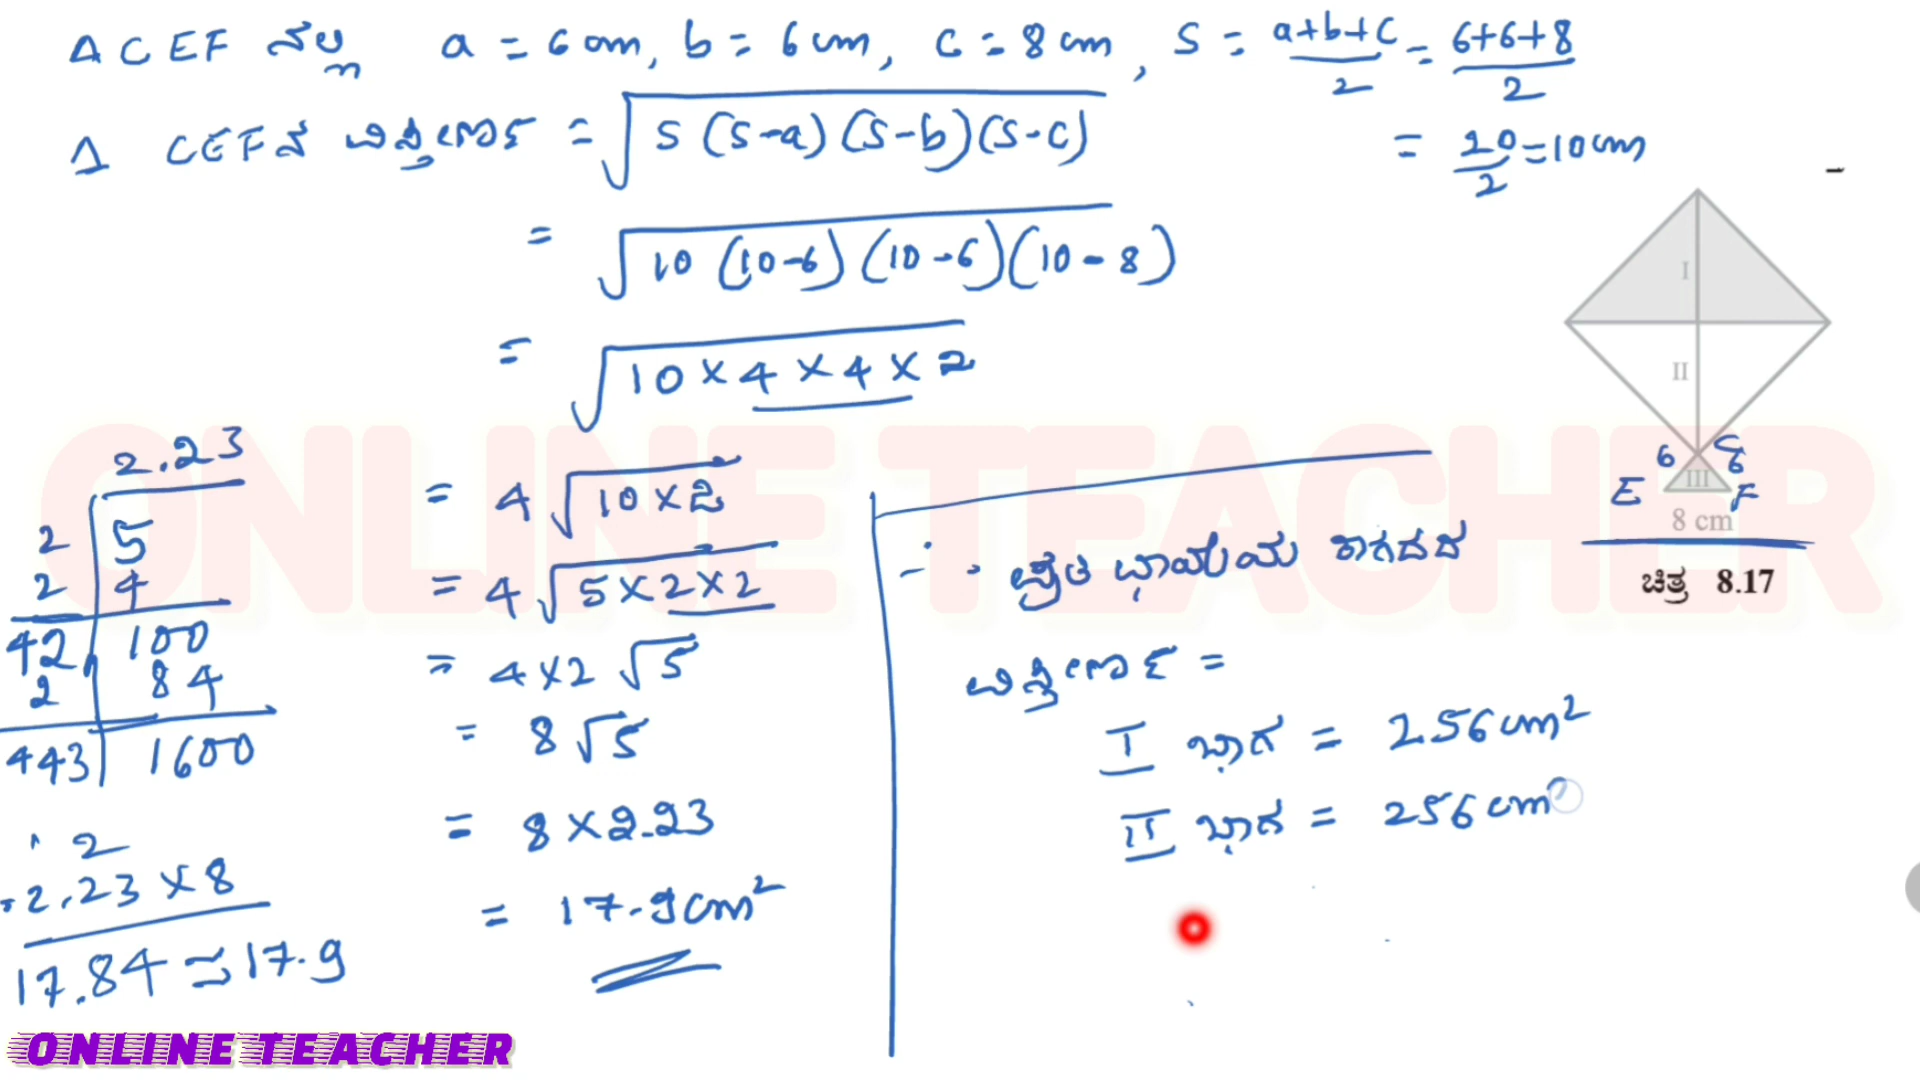 Δ CEF ನಲ್ಲಿ a = 6 cm, b = 6 cm, c = 8 cm, S = a+b+c/2 = 6+6+8/2
= 20/2 = 10 cm
Δ CEF ನ ವಿಸ್ತೀರ್ಣ = √S(S-a)(S-b)(S-c)
= √10(10-6)(10-6)(10-8)
= √10×4×4×2
= 4√10×2
= 4√5×2×2
= 4×2√5
= 8√5
= 8×2.23
= 17.9 cm²
2.23
2 5
2 4
42 100
2 84
443 1600
2
2.23×8
17.84 ≈ 17.9
I
II
6 C 6
E III F
8 cm
ಚಿತ್ರ 8.17
∴ ಪ್ರತಿ ಛಾಯೆಯ ಕಾಗದದ
ವಿಸ್ತೀರ್ಣ =
I ಭಾಗ = 256 cm²
II ಭಾಗ = 256 cm²
ONLINE TEACHER
ONLINE TEACHER